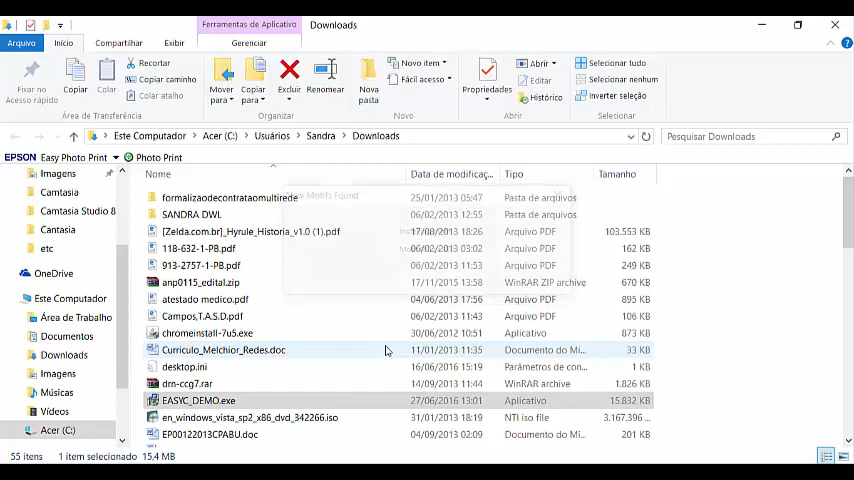 Ferramentas de Aplicativo
Downloads
Arquivo
Início
Compartilhar
Exibir
Gerenciar
Fixar no
Acesso rápido
Copiar
Colar
Recortar
Copiar caminho
Colar atalho
Área de Transferência
Mover
para
Copiar
para
Excluir
Renomear
Organizar
Nova
pasta
Novo item
Fácil acesso
Novo
Propriedades
Abrir
Editar
Histórico
Abrir
Selecionar tudo
Selecionar nenhum
Inverter seleção
Selecionar
Este Computador
Acer (C:)
Usuários
Sandra
Downloads
Pesquisar Downloads
EPSON Easy Photo Print Photo Print
Imagens
Camtasia
Camtasia Studio 8
Cantasia
etc
OneDrive
Este Computador
Área de Trabalho
Documentos
Downloads
Imagens
Músicas
Vídeos
Acer (C:)
Nome Data de modificaç... Tipo Tamanho
formalizaodecontrataomultirede 25/01/2013 05:47 Pasta de arquivos
SANDRA DWL 06/02/2013 12:55 Pasta de arquivos
[Zelda.com.br]_Hyrule_Historia_v1.0 (1).pdf 17/08/2013 18:26 Arquivo PDF 103.553 KB
118-632-1-PB.pdf 06/02/2013 03:02 Arquivo PDF 162 KB
913-2757-1-PB.pdf 06/02/2013 11:53 Arquivo PDF 249 KB
anp0115_edital.zip 17/11/2015 13:58 WinRAR ZIP archive 670 KB
atestado medico.pdf 04/06/2013 17:56 Arquivo PDF 895 KB
Campos,T.A.S.D.pdf 06/02/2013 11:43 Arquivo PDF 132 KB
chromeinstall-7u5.exe 30/06/2012 10:51 Aplicativo 873 KB
Curriculo_Melchior_Redes.doc 11/01/2013 11:35 Documento do Mi... 33 KB
desktop.ini 16/06/2016 15:19 Parâmetros de con... 1 KB
drn-ccg7.rar 14/09/2013 11:44 WinRAR archive 1.826 KB
EASYC_DEMO.exe 27/06/2016 13:01 Aplicativo 15.832 KB
en_windows_vista_sp2_x86_dvd_342266.iso 31/01/2013 18:19 NTI iso file 3.167.396 ...
EP00122013CPABU.doc 04/09/2013 02:09 Documento do Mi... 201 KB
New Motifs Found
55 itens 1 item selecionado 15,4 MB